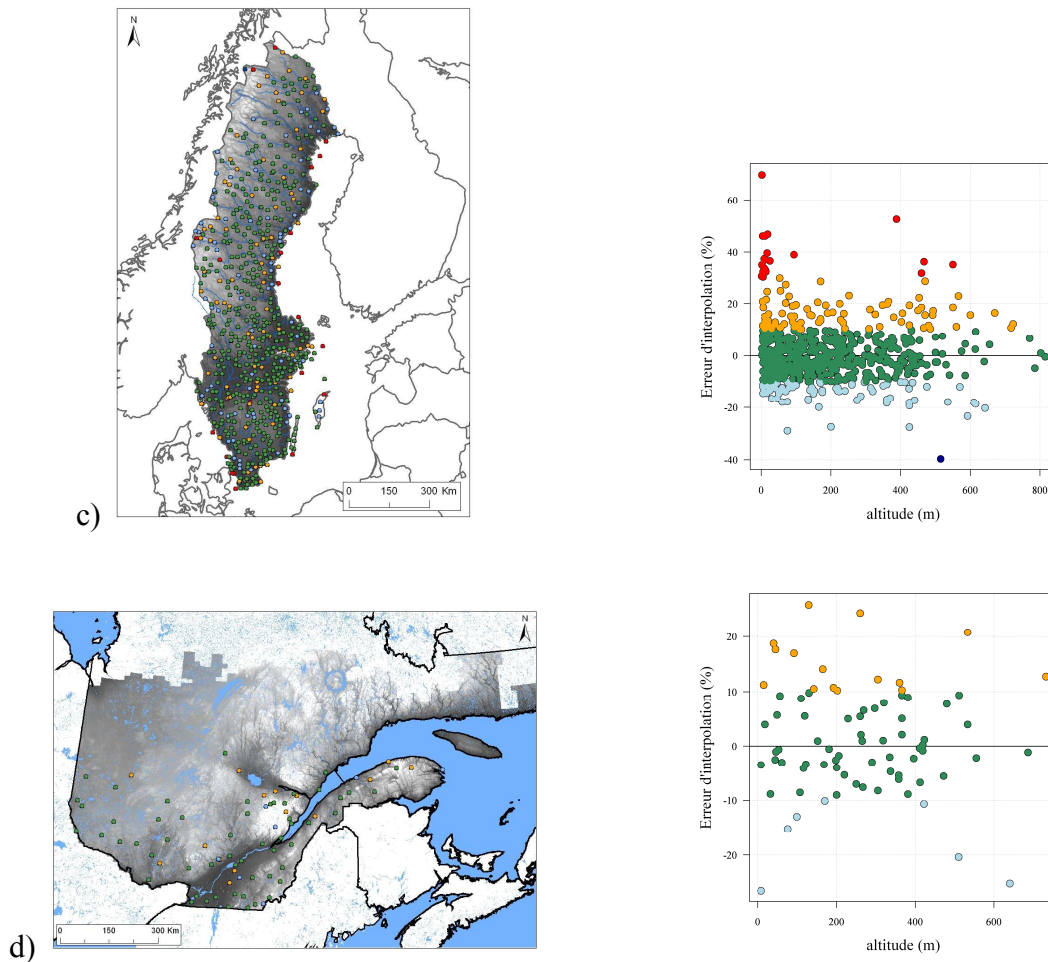 N
0 150 300 Km
c)
Erreur d'interpolation (%)
60
40
20
0
-20
-40
0 200 400 600 800
altitude (m)
N
0 150 300 Km
d)
Erreur d'interpolation (%)
20
10
0
-10
-20
0 200 400 600
altitude (m)